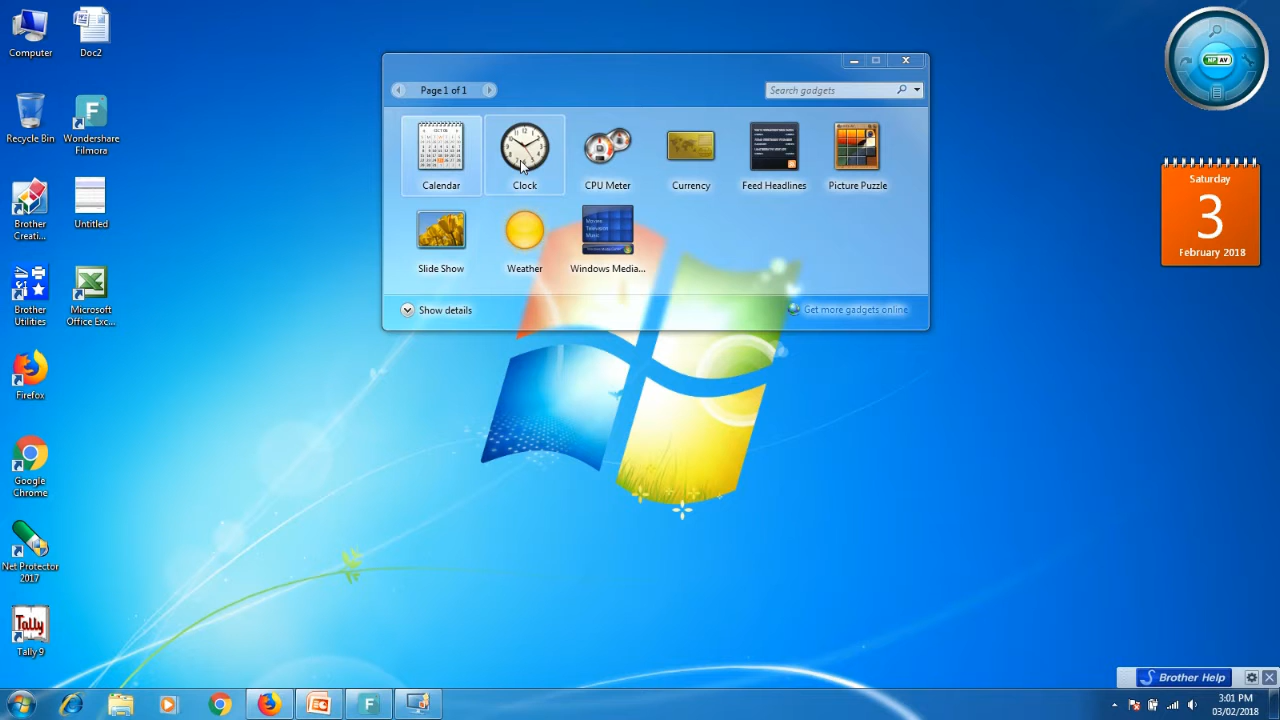 Computer
Doc2
Recycle Bin
Wondershare
Filmora
Brother
Creati...
Untitled
Brother
Utilities
Microsoft
Office Exc...
Firefox
Google
Chrome
Net Protector
2017
Tally
Tally 9
Page 1 of 1
Search gadgets
Calendar
Clock
CPU Meter
Currency
Feed Headlines
Picture Puzzle
Slide Show
Weather
Windows Media...
Show details
Get more gadgets online
NP AV
Saturday
3
February 2018
Brother Help
3:01 PM
03/02/2018